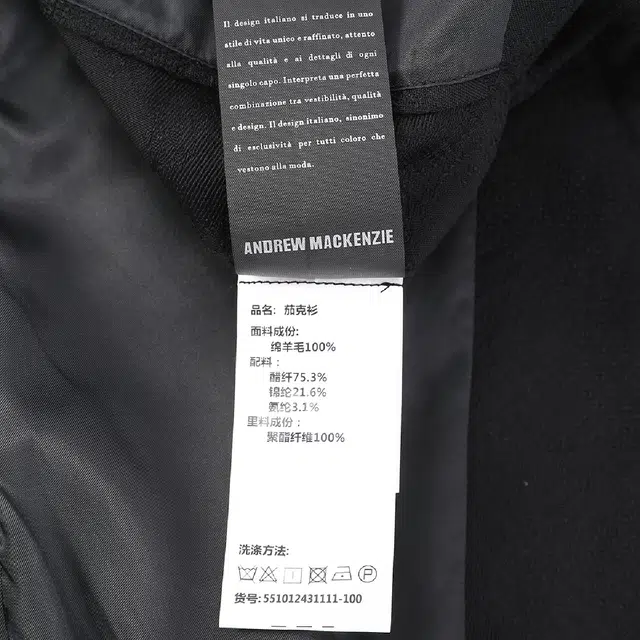 Il design italiano si traduce in uno
stile di vita unico e raffinato, attento
alla qualità e ai dettagli di ogni
singolo capo. Interpreta una perfetta
combinazione tra vestibilità, qualità
e design. Il design italiano, sinonimo
di esclusività per tutti coloro che
vestono alla moda.
ANDREW MACKENZIE
品名：茄克衫
面料成份:
绵羊毛100%
配料：
醋纤75.3%
锦纶21.6%
氨纶3.1%
里料成份：
聚酯纤维100%
洗涤方法:
P
货号: 551012431111-100